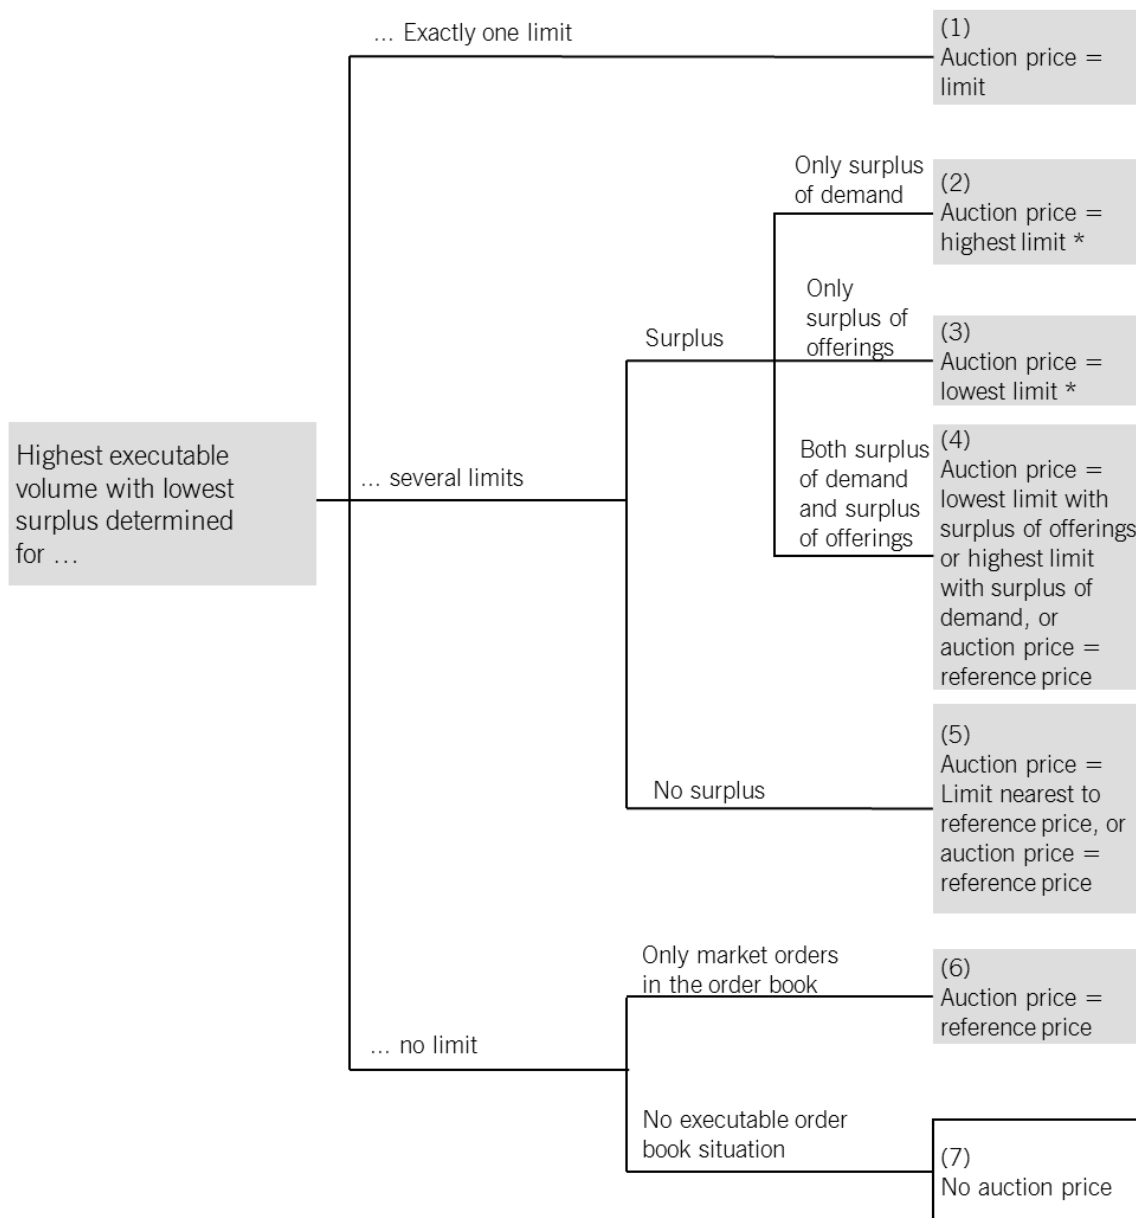 ... Exactly one limit
(1)
Auction price =
limit
Only surplus
of demand
(2)
Auction price =
highest limit *
Only
surplus of
offerings
Surplus
(3)
Auction price =
lowest limit *
Highest executable
volume with lowest
surplus determined
for ...
... several limits
Both surplus
of demand
and surplus
of offerings
(4)
Auction price =
lowest limit with
surplus of offerings
or highest limit
with surplus of
demand, or
auction price =
reference price
No surplus
(5)
Auction price =
Limit nearest to
reference price, or
auction price =
reference price
Only market orders
in the order book
(6)
Auction price =
reference price
... no limit
No executable order
book situation
(7)
No auction price